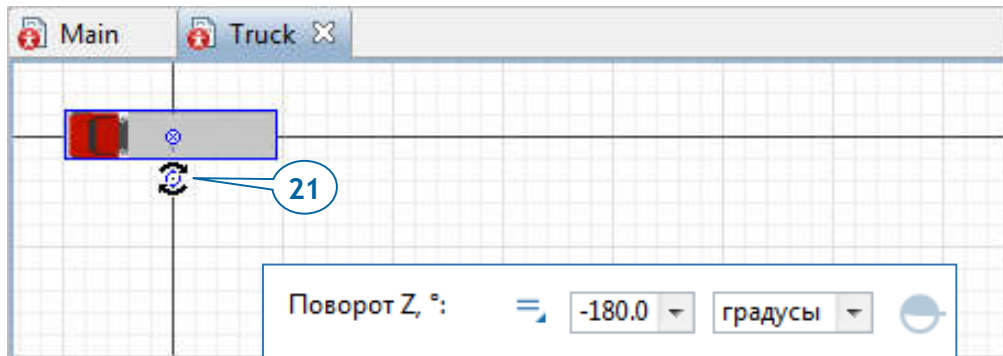 Main
Truck
21
Поворот Z, °:
-180.0
градусы